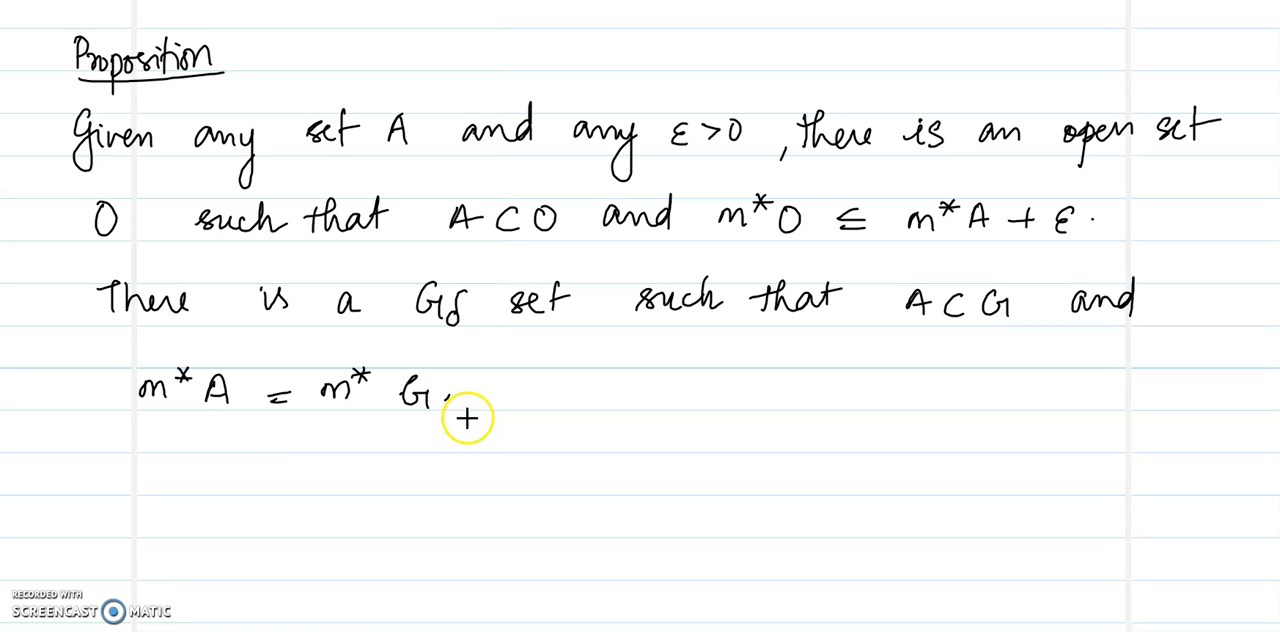 Proposition
Given any set A and any ε>0, there is an open set
O such that A ⊂ O and m*O ≤ m*A + ε.
There is a Gδ set such that A ⊂ G and
m*A = m* G.
RECORDED WITH
SCREENCAST MATIC